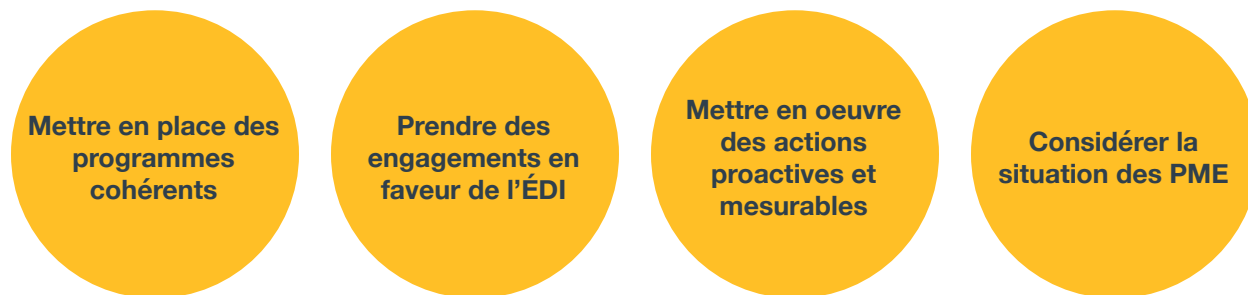 Mettre en place des
programmes
cohérents
Prendre des
engagements en
faveur de l'ÉDI
Mettre en oeuvre
des actions
proactives et
mesurables
Considérer la
situation des PME